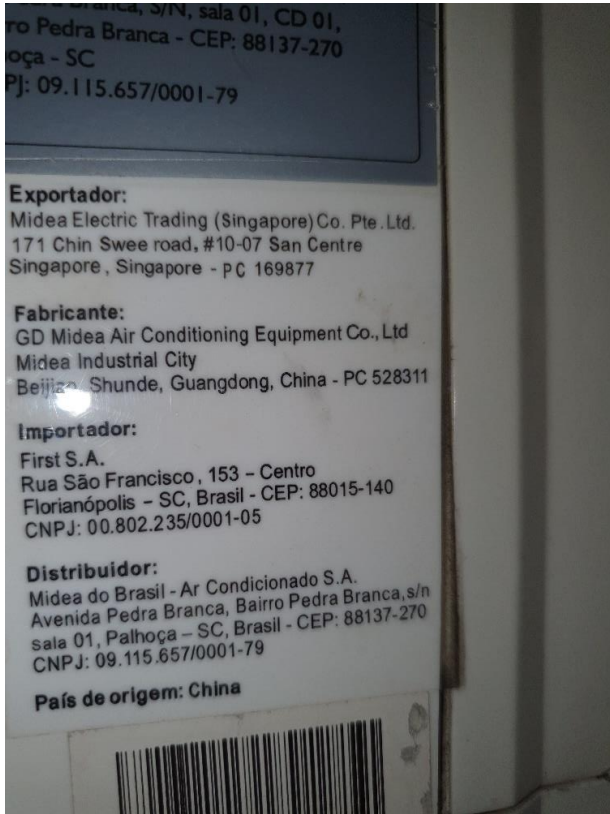 Branca, S/N, sala 01, CD 01,
ro Pedra Branca - CEP: 88137-270
oça - SC
PJ: 09.115.657/0001-79
Exportador:
Midea Electric Trading (Singapore) Co. Pte. Ltd.
171 Chin Swee road, #10-07 San Centre
Singapore, Singapore - PC 169877
Fabricante:
GD Midea Air Conditioning Equipment Co., Ltd
Midea Industrial City
Shunde, Guangdong, China - PC 528311
Importador:
First S.A.
Rua São Francisco, 153 – Centro
Florianópolis – SC, Brasil - CEP: 88015-140
CNPJ: 00.802.235/0001-05
Distribuidor:
Midea do Brasil - Ar Condicionado S.A.
Avenida Pedra Branca, Bairro Pedra Branca, s/n
sala 01, Palhoça – SC, Brasil - CEP: 88137-270
CNPJ: 09.115.657/0001-79
País de origem: China